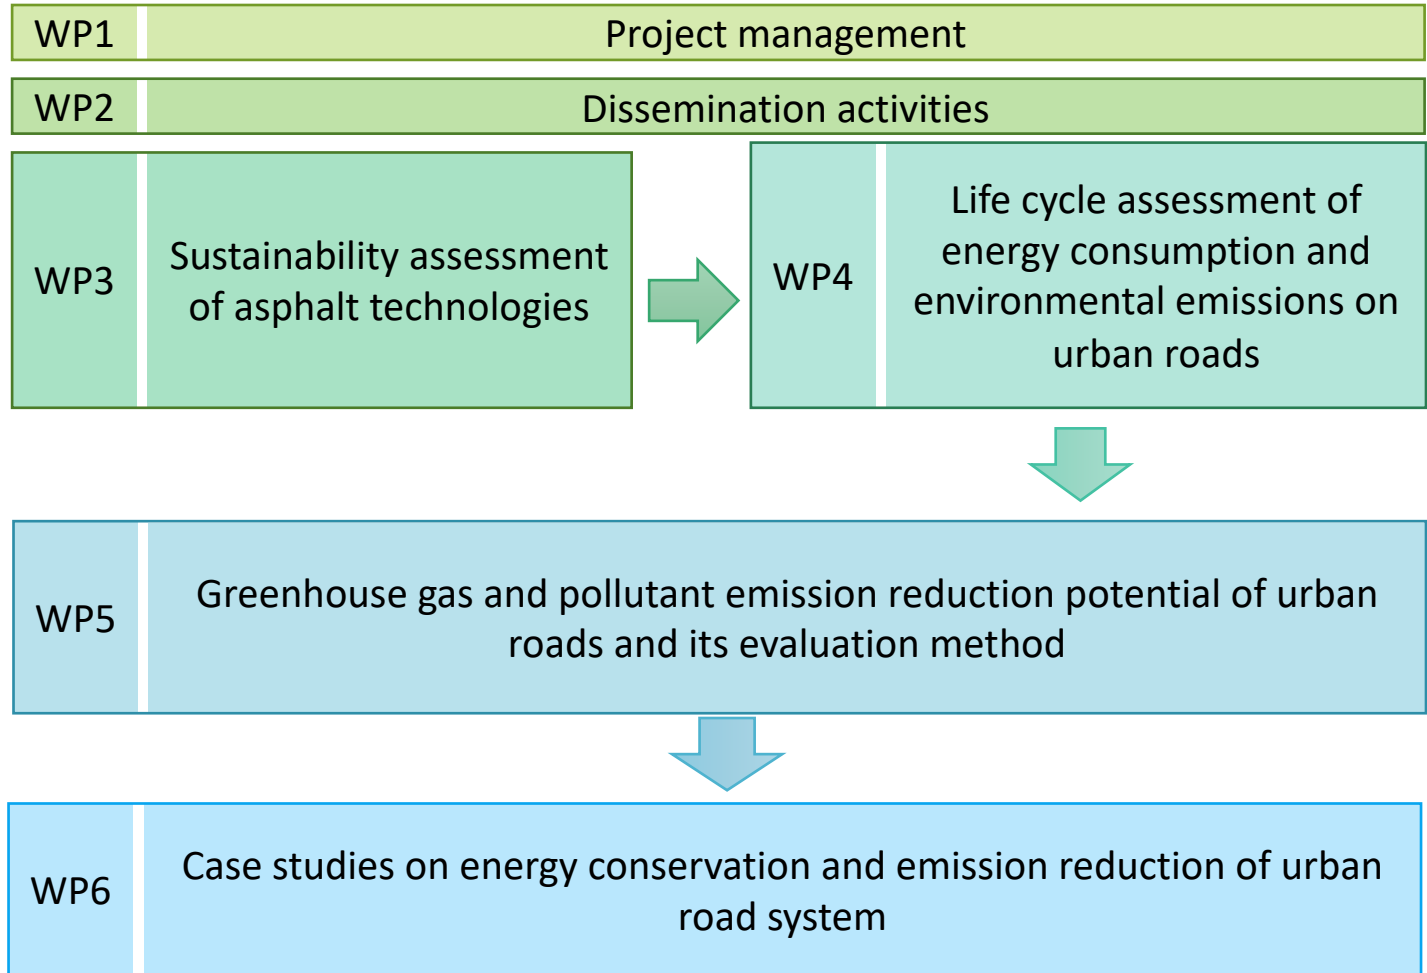 WP1
Project management
WP2
Dissemination activities
WP3
Sustainability assessment
of asphalt technologies
WP4
Life cycle assessment of
energy consumption and
environmental emissions on
urban roads
WP5
Greenhouse gas and pollutant emission reduction potential of urban
roads and its evaluation method
WP6
Case studies on energy conservation and emission reduction of urban
road system